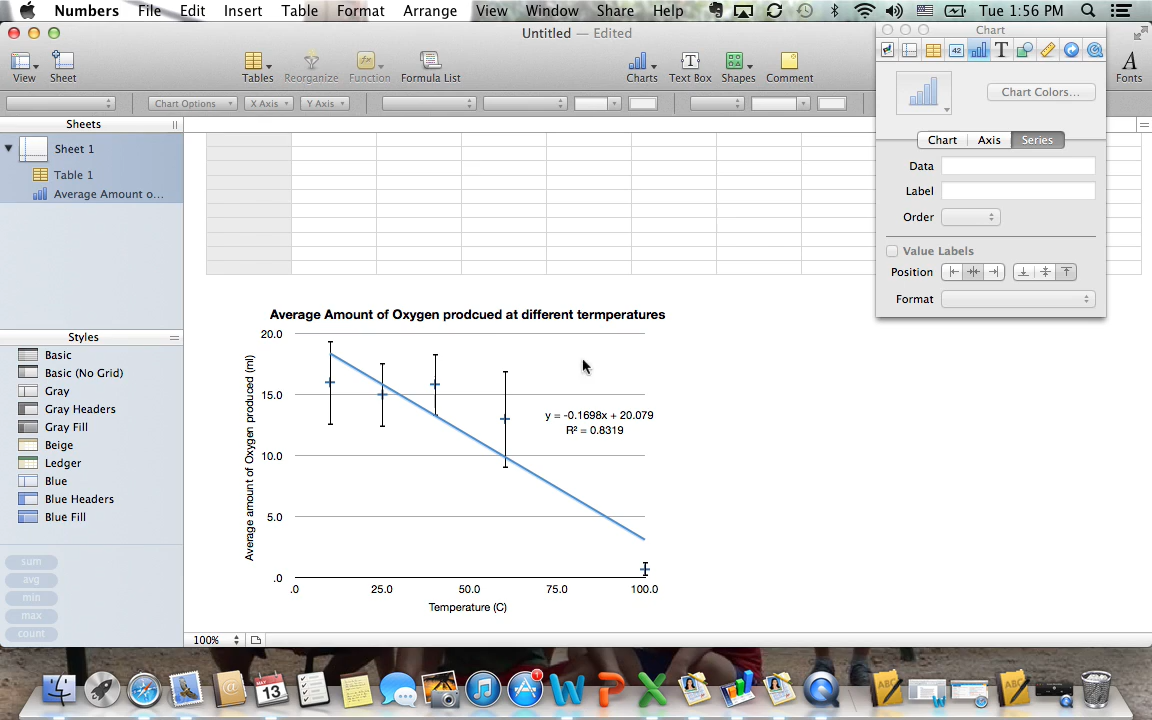 Numbers File Edit Insert Table Format Arrange View Window Share Help Tue 1:56 PM
Untitled — Edited
Chart
View Sheet Tables Reorganize Function Formula List Charts Text Box Shapes Comment Fonts
Chart Options X Axis Y Axis
Chart Colors...
Chart Axis Series
Data
Label
Order
Value Labels
Position
Format
Sheets
Sheet 1
Table 1
Average Amount o...
Styles
Basic
Basic (No Grid)
Gray
Gray Headers
Gray Fill
Beige
Ledger
Blue
Blue Headers
Blue Fill
sum
avg
min
max
count
Average Amount of Oxygen prodcued at different termperatures
Average amount of Oxygen produced (ml)
20.0
15.0
10.0
5.0
.0
y = -0.1698x + 20.079
R² = 0.8319
.0 25.0 50.0 75.0 100.0
Temperature (C)
100%
MAY
13
1
ABC
ABC